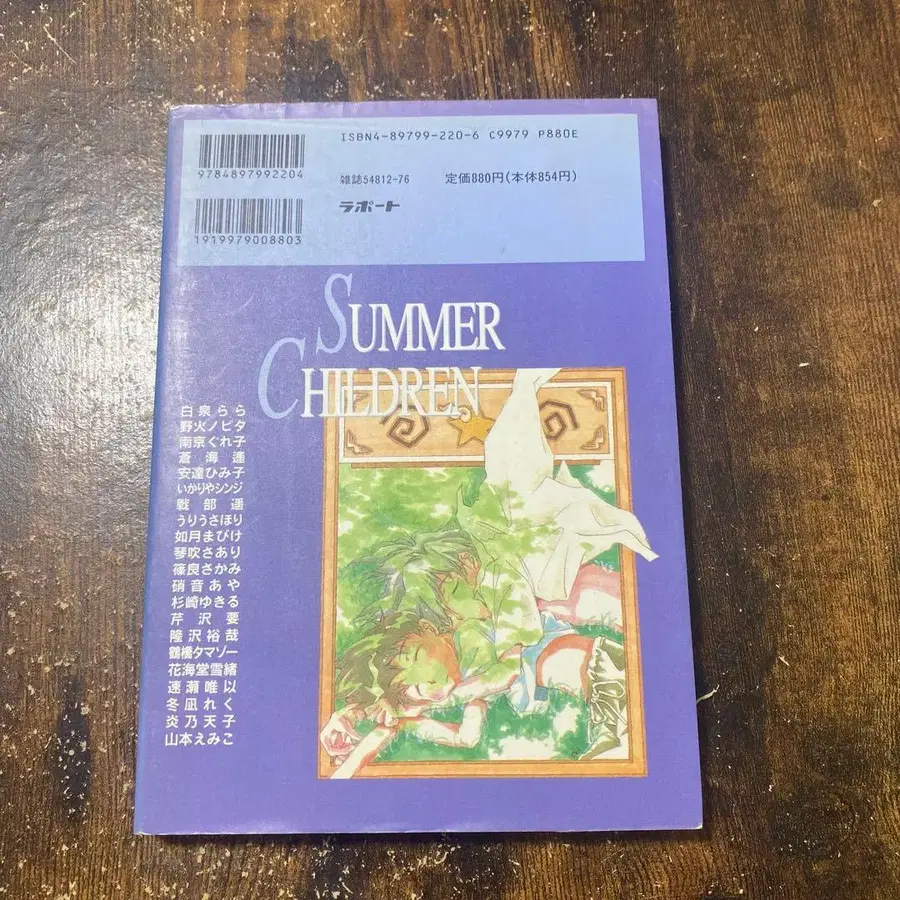 ISBN4-89799-220-6 C9979 P880E
9784897992204
雑誌54812-76 定価880円(本体854円)
ラポート
1919979008803
SUMMER
CHILDREN
白泉らら
野火ノビタ
南京ぐれ子
蒼海連
安達ひみ子
いかりやシンジ
戦部遥
うりうさほり
如月まびけ
琴吹さあり
篠良さかみ
硝音あや
杉崎ゆきる
芹沢要
隆沢裕哉
鶴橋タマゾー
花海堂雪緒
速瀬唯以
冬凪れく
炎乃天子
山本えみこ